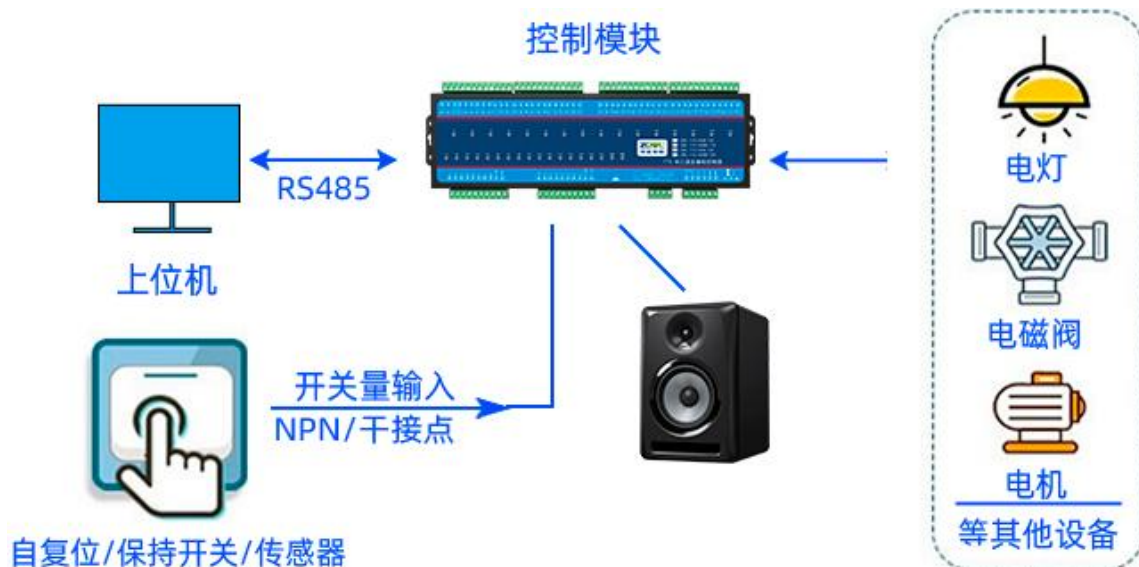 控制模块
RS485
上位机
开关量输入
NPN/干接点
自复位/保持开关/传感器
电灯
电磁阀
电机
等其他设备